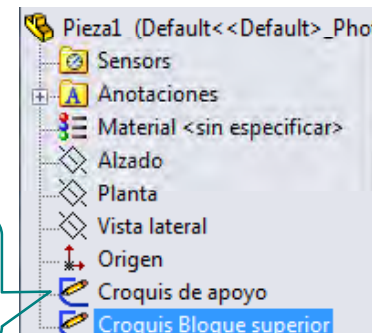 Pieza1 (Default<<Default>_Pho
Sensors
Anotaciones
Material <sin especificar>
Alzado
Planta
Vista lateral
Origen
Croquis de apoyo
Croquis Bloque superior